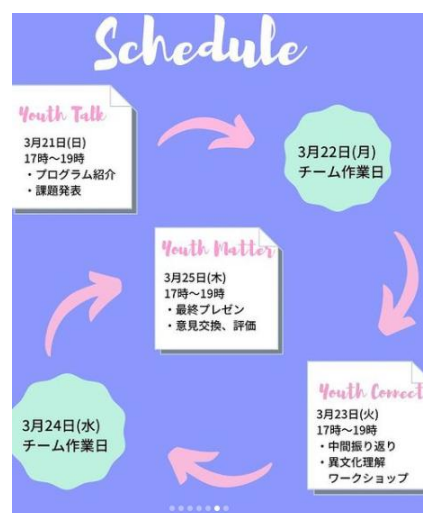 Schedule
Youth Talk
3月21日(日)
17時～19時
・プログラム紹介
・課題発表
3月22日(月)
チーム作業日
Youth Connect
3月23日(火)
17時～19時
・中間振り返り
・異文化理解
ワークショップ
3月24日(水)
チーム作業日
Youth Matter
3月25日(木)
17時～19時
・最終プレゼン
・意見交換、評価